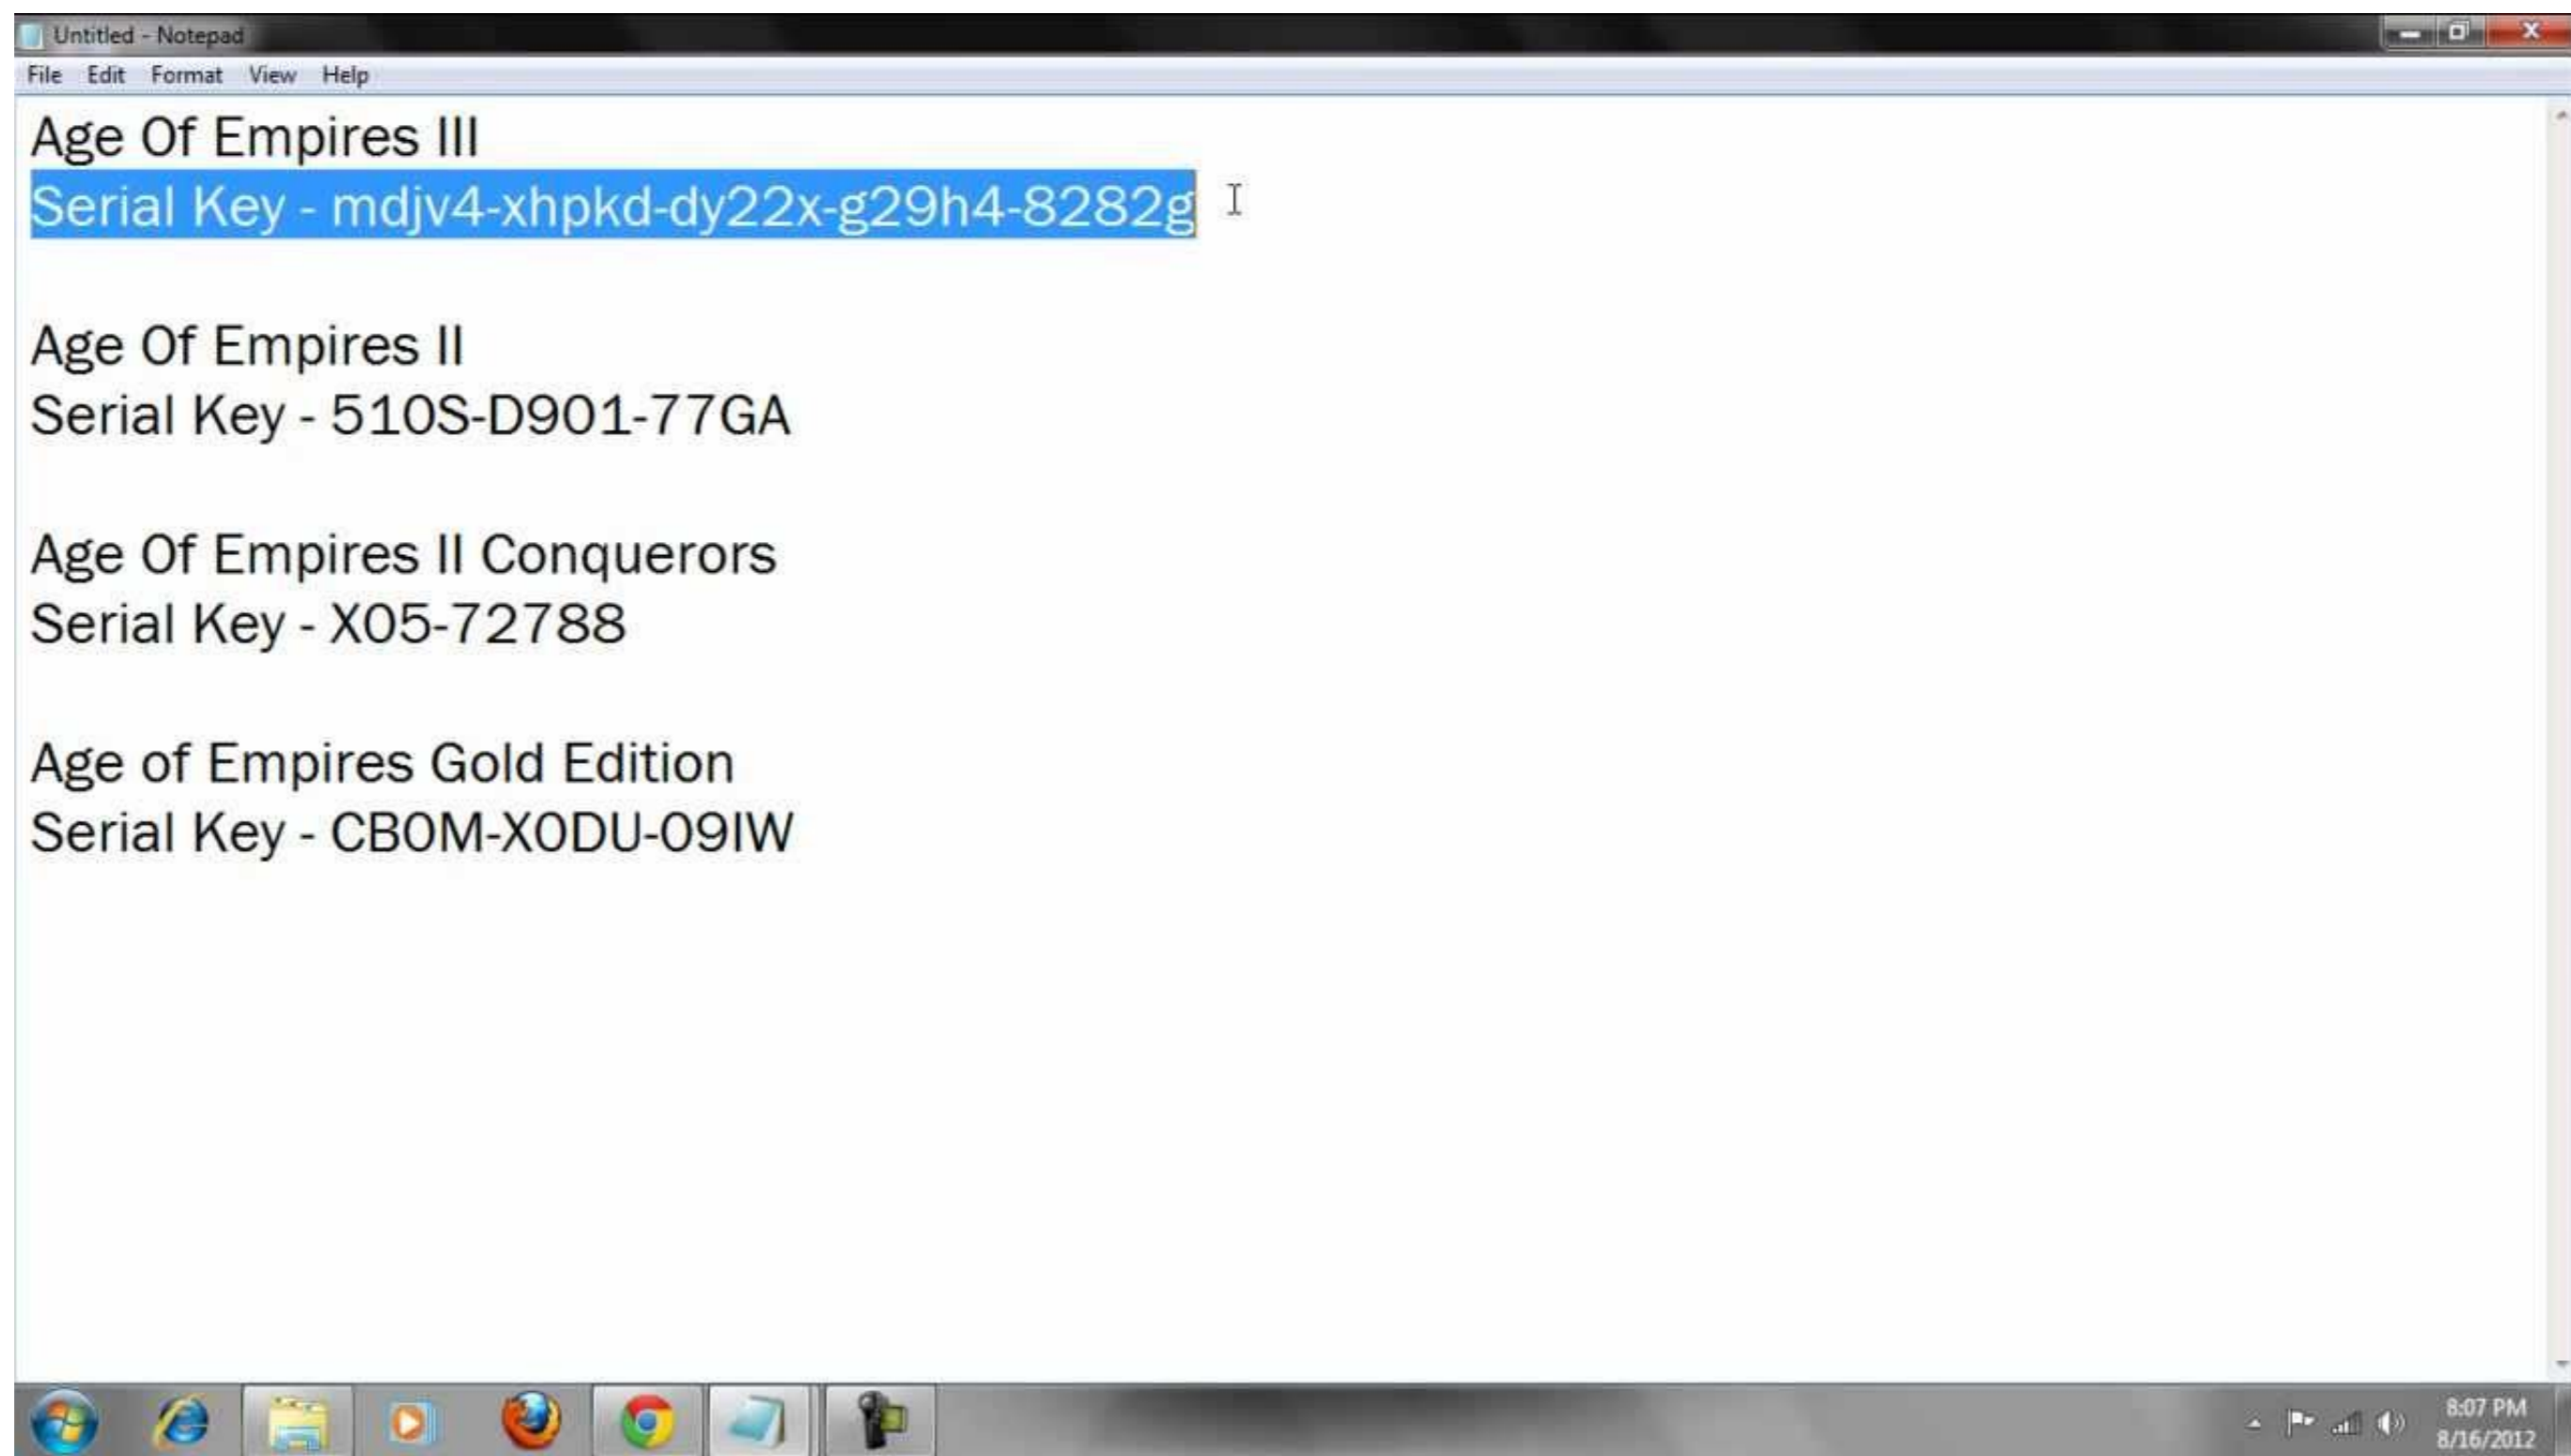 Untitled - Notepad
File Edit Format View Help
Age Of Empires III
Serial Key - mdjv4-xhpkd-dy22x-g29h4-8282g
Age Of Empires II
Serial Key - 510S-D901-77GA
Age Of Empires II Conquerors
Serial Key - X05-72788
Age of Empires Gold Edition
Serial Key - CB0M-X0DU-09IW
8:07 PM
8/16/2012